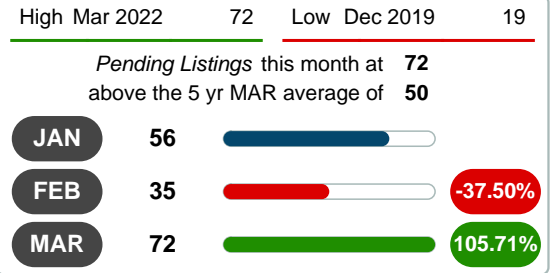 High Mar 2022 72 Low Dec 2019 19
Pending Listings this month at 72
above the 5 yr MAR average of 50
JAN 56
FEB 35 -37.50%
MAR 72 105.71%